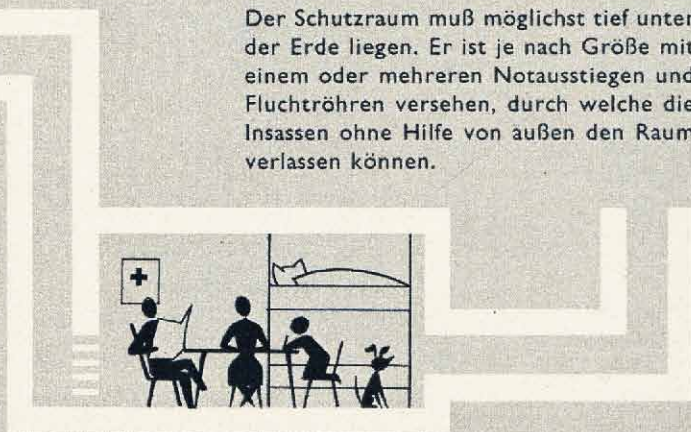 Der Schutzraum muß möglichst tief unter
der Erde liegen. Er ist je nach Größe mit
einem oder mehreren Notausstiegen und
Fluchtröhren versehen, durch welche die
Insassen ohne Hilfe von außen den Raum
verlassen können.